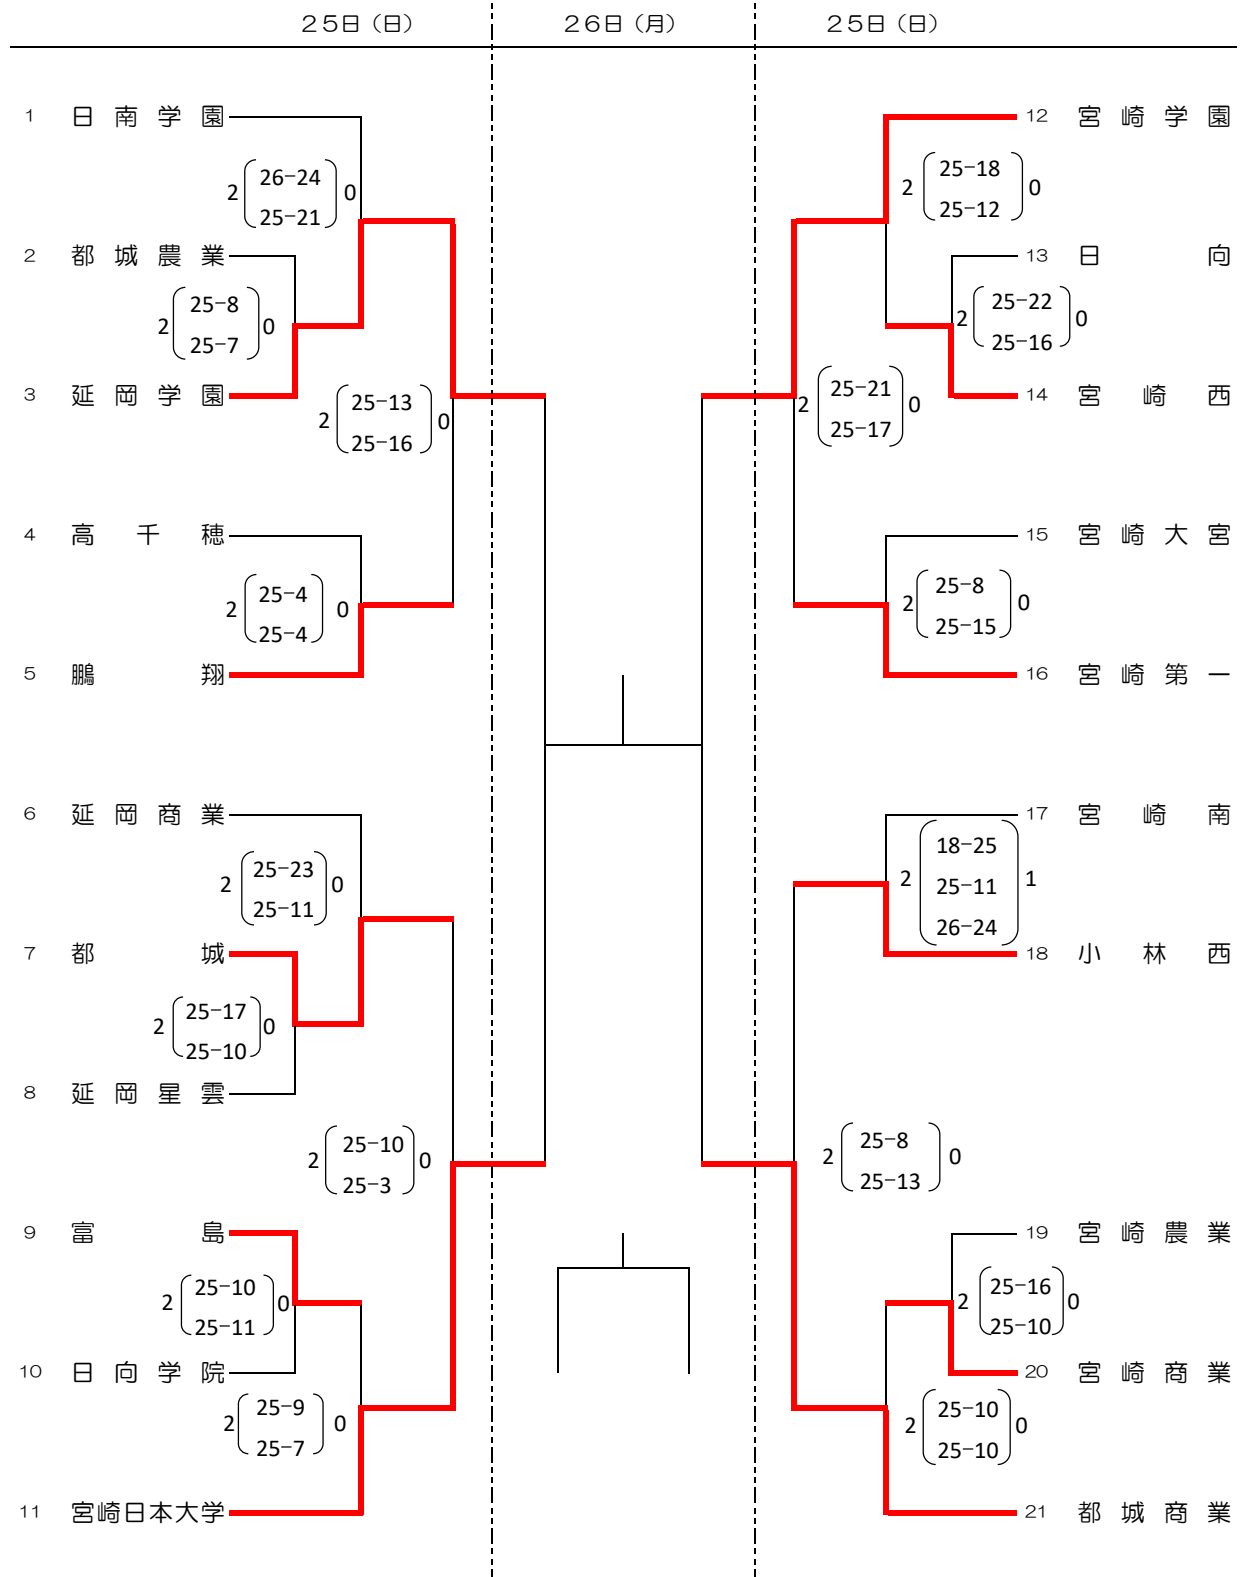 25日（日） 26日（月） 25日（日）
1 日南学園
2 26-24 0
25-21
2 都城農業
2 25-8 0
25-7
3 延岡学園
2 25-13 0
25-16
4 高千穂
2 25-4 0
25-4
5 鵬翔
6 延岡商業
2 25-23 0
25-11
7 都城
2 25-17 0
25-10
8 延岡星雲
2 25-10 0
25-3
9 富島
2 25-10 0
25-11
10 日向学院
2 25-9 0
25-7
11 宮崎日本大学
12 宮崎学園
2 25-18 0
25-12
13 日向
2 25-22 0
25-16
14 宮崎西
2 25-21 0
25-17
15 宮崎大宮
2 25-8 0
25-15
16 宮崎第一
17 宮崎南
18-25
2 25-11 1
26-24
18 小林西
2 25-8 0
25-13
19 宮崎農業
2 25-16 0
25-10
20 宮崎商業
2 25-10 0
25-10
21 都城商業